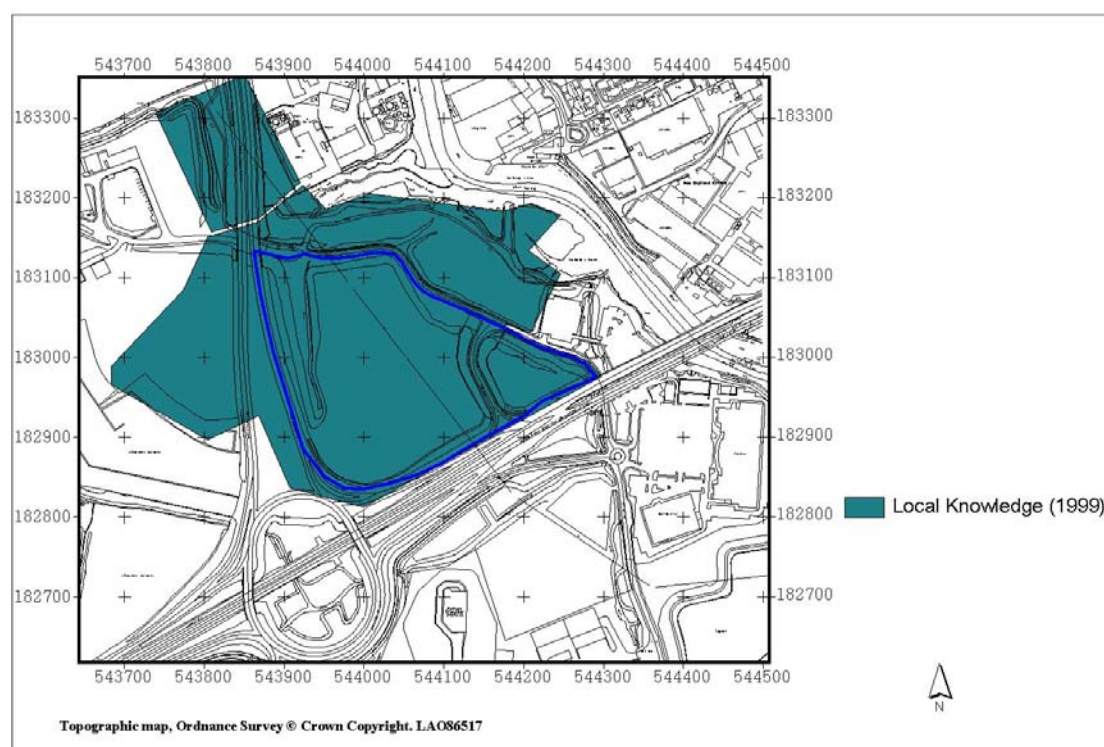 543700 543800 543900 544000 544100 544200 544300 544400 544500
183300 183300
183200 183200
183100 183100
183000 183000
182900 182900
182800 182800
Local Knowledge (1999)
182700 182700
543700 543800 543900 544000 544100 544200 544300 544400 544500
N
Topographic map, Ordnance Survey © Crown Copyright. LAO86517